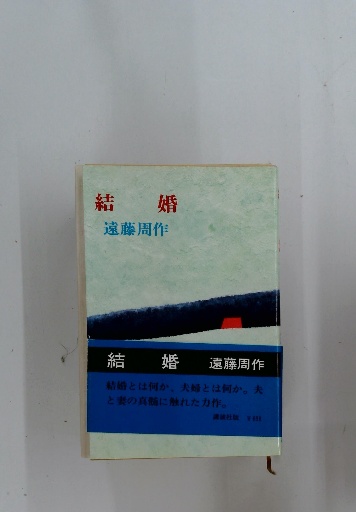 結 婚
遠藤周作
結 婚 遠藤周作
結婚とは何か。夫婦とは何か。夫
と妻の真髄に触れた力作。